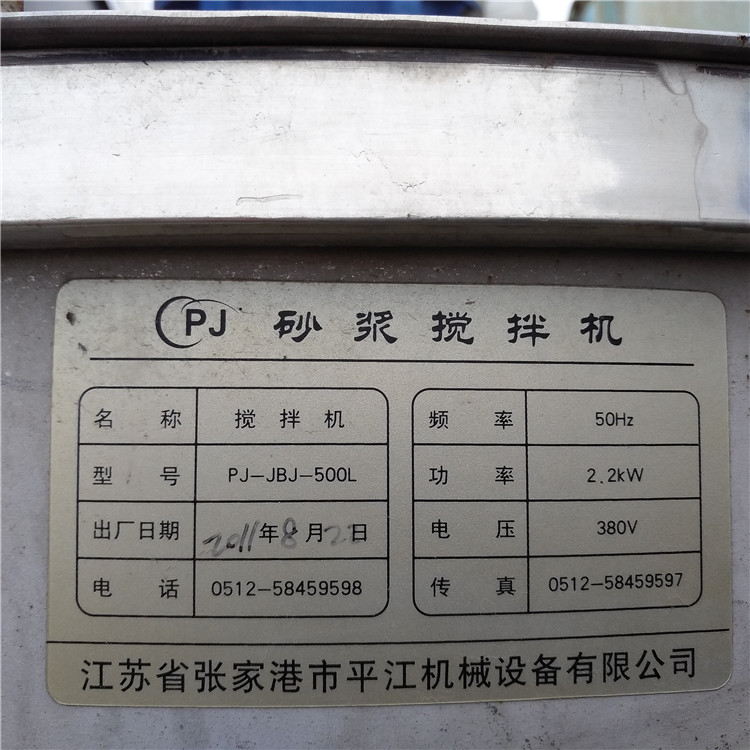 PJ 砂浆搅拌机
名称 搅拌机 频率 50Hz
型号 PJ-JBJ-500L 功率 2.2kW
出厂日期 2011年8月22日 电压 380V
电话 0512-58459598 传真 0512-58459597
江苏省张家港市平江机械设备有限公司